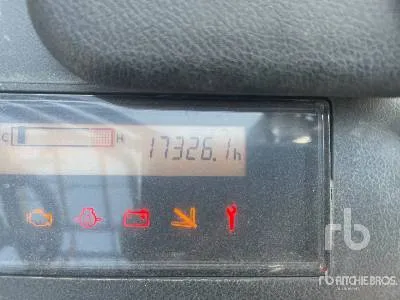 C H 17326.1h
rb
RITCHIE BROS.